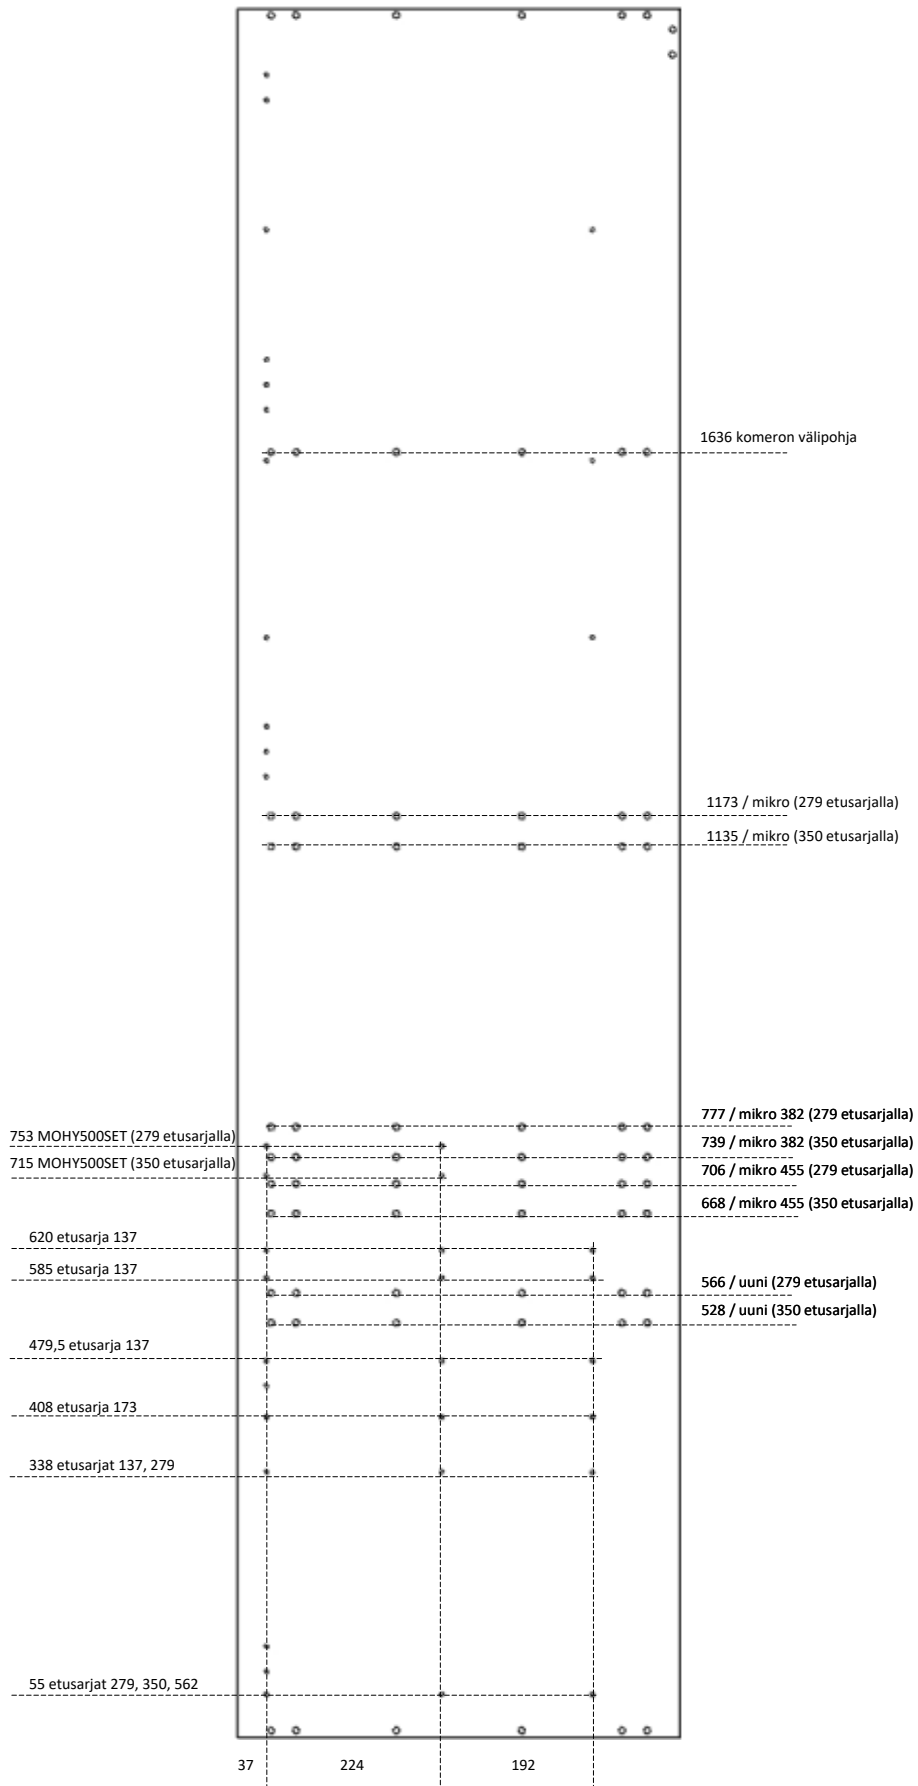 1636 komeron välipohja
1173 / mikro (279 etusarjalla)
1135 / mikro (350 etusarjalla)
777 / mikro 382 (279 etusarjalla)
753 MOHY500SET (279 etusarjalla)
739 / mikro 382 (350 etusarjalla)
715 MOHY500SET (350 etusarjalla)
706 / mikro 455 (279 etusarjalla)
668 / mikro 455 (350 etusarjalla)
620 etusarja 137
585 etusarja 137
566 / uuni (279 etusarjalla)
528 / uuni (350 etusarjalla)
479,5 etusarja 137
408 etusarja 173
338 etusarjat 137, 279
55 etusarjat 279, 350, 562
37 224 192